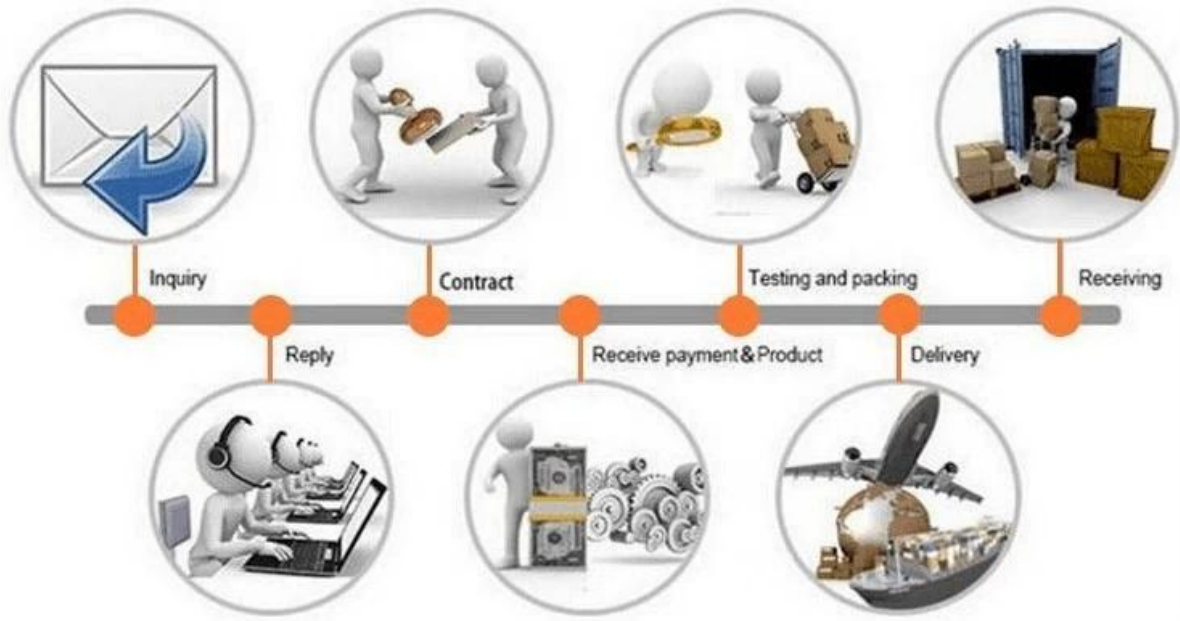 Inquiry
Reply
Contract
Receive payment&Product
Testing and packing
Delivery
Receiving